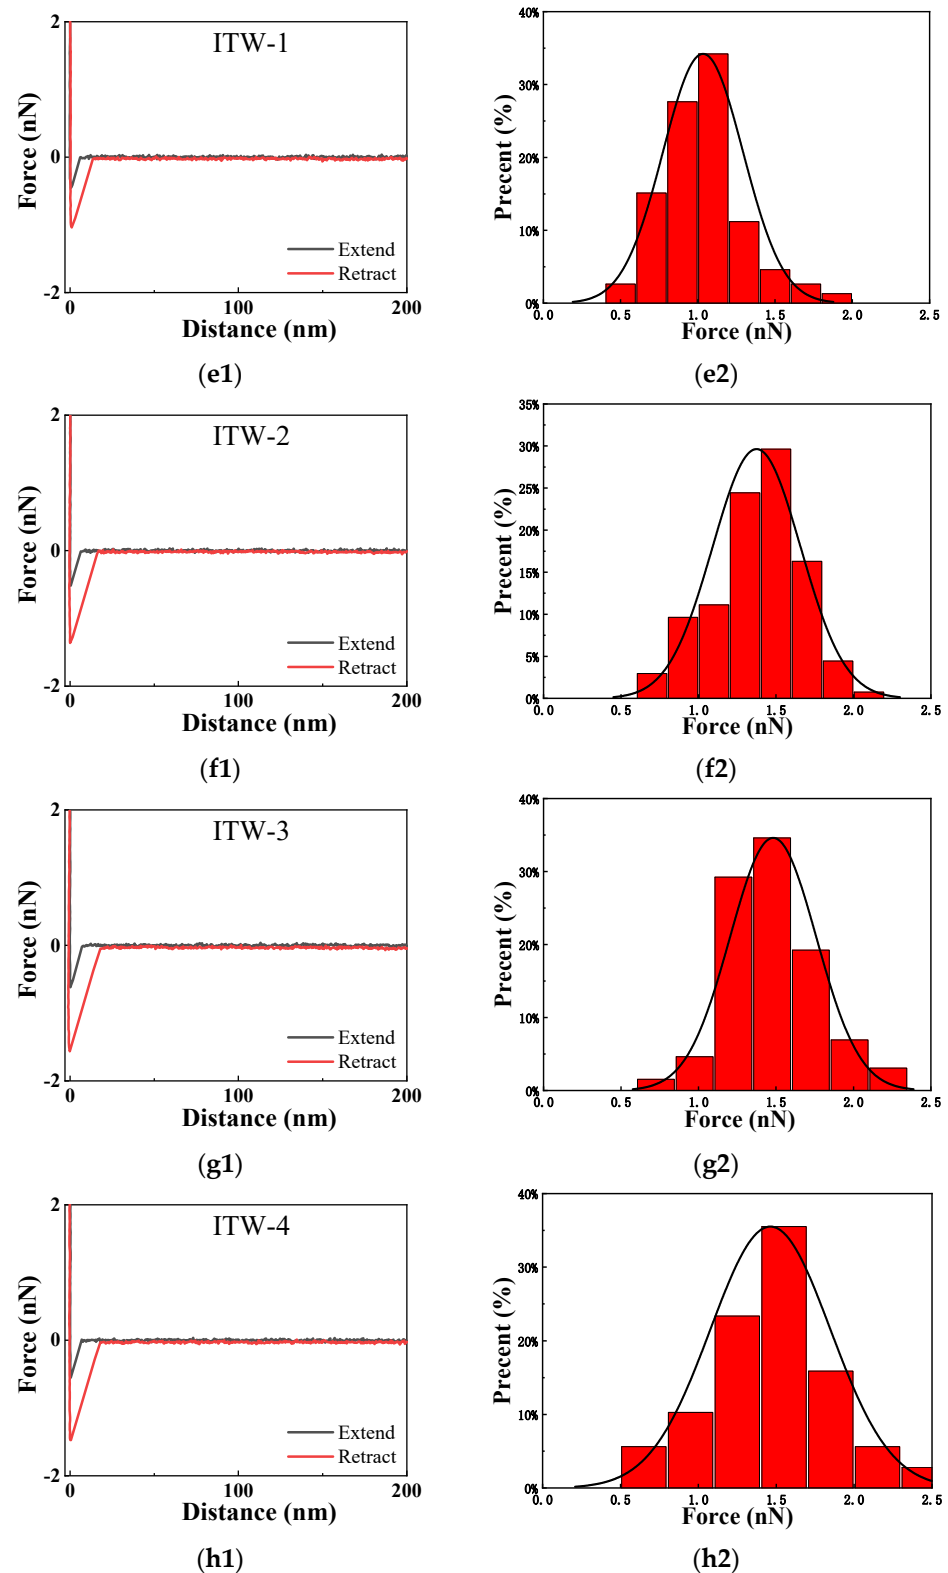 ITW-1
2
0
-2
Force (nN)
Extend
Retract
0 100 200
Distance (nm)
(e1)
40%
30%
20%
10%
0%
Precent (%)
0.0 0.5 1.0 1.5 2.0 2.5
Force (nN)
(e2)
ITW-2
2
0
-2
Force (nN)
Extend
Retract
0 100 200
Distance (nm)
(f1)
35%
30%
25%
20%
15%
10%
5%
0%
Precent (%)
0.0 0.5 1.0 1.5 2.0 2.5
Force (nN)
(f2)
ITW-3
2
0
-2
Force (nN)
Extend
Retract
0 100 200
Distance (nm)
(g1)
40%
30%
20%
10%
0%
Precent (%)
0.0 0.5 1.0 1.5 2.0 2.5
Force (nN)
(g2)
ITW-4
2
0
-2
Force (nN)
Extend
Retract
0 100 200
Distance (nm)
(h1)
40%
30%
20%
10%
0%
Precent (%)
0.0 0.5 1.0 1.5 2.0 2.5
Force (nN)
(h2)